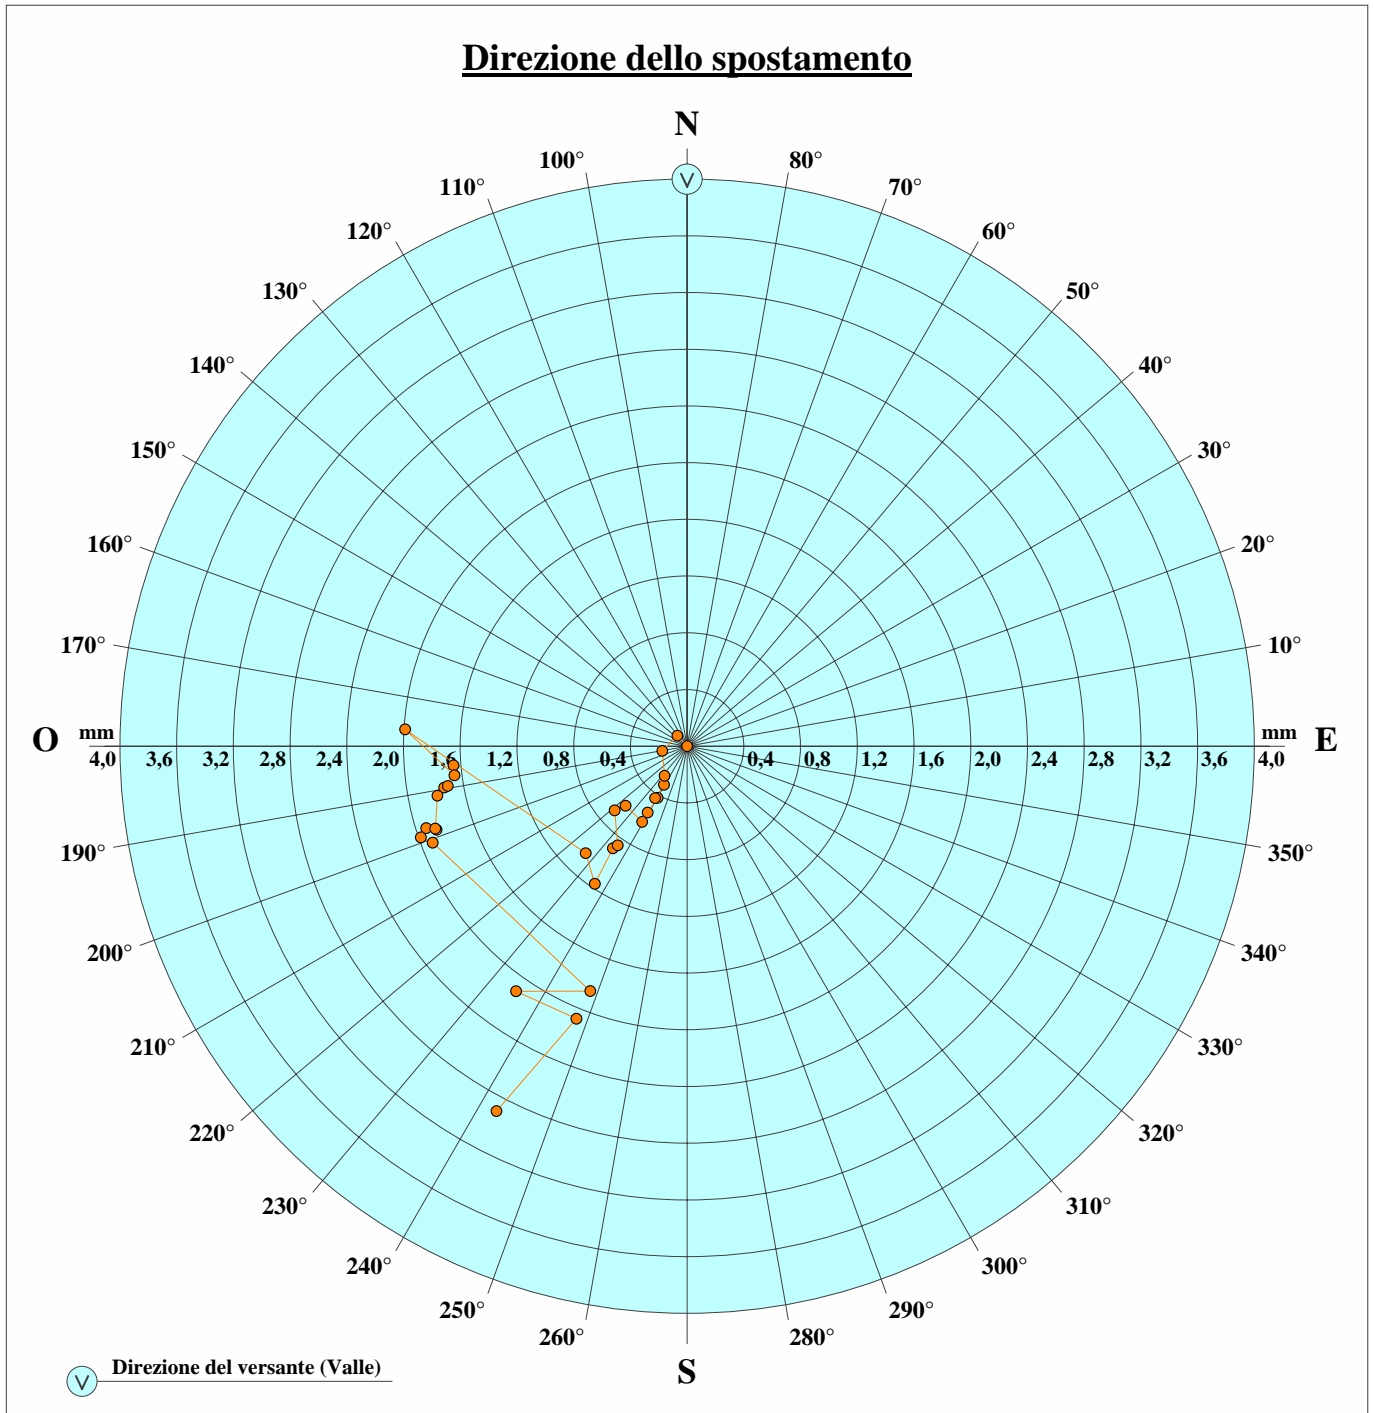 Direzione dello spostamento
N
100° 80°
110° 70°
120° 60°
130° 50°
140° 40°
150° 30°
160° 20°
170° 10°
O mm mm E
4,0 3,6 3,2 2,8 2,4 2,0 1,6 1,2 0,8 0,4 0,4 0,8 1,2 1,6 2,0 2,4 2,8 3,2 3,6 4,0
190° 350°
200° 340°
210° 330°
220° 320°
230° 310°
240° 300°
250° 290°
260° 280°
S
V Direzione del versante (Valle)